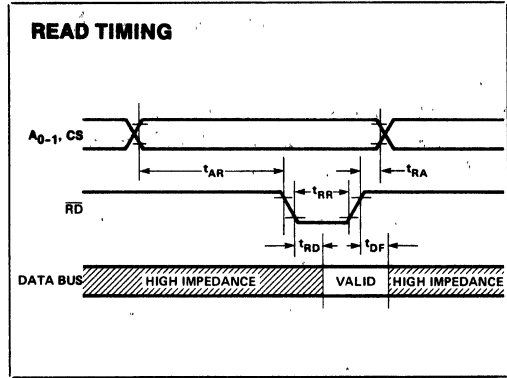 READ TIMING
A0-1, CS
tAR
tRA
RD
tRR
tRD
tDF
DATA BUS HIGH IMPEDANCE VALID HIGH IMPEDANCE